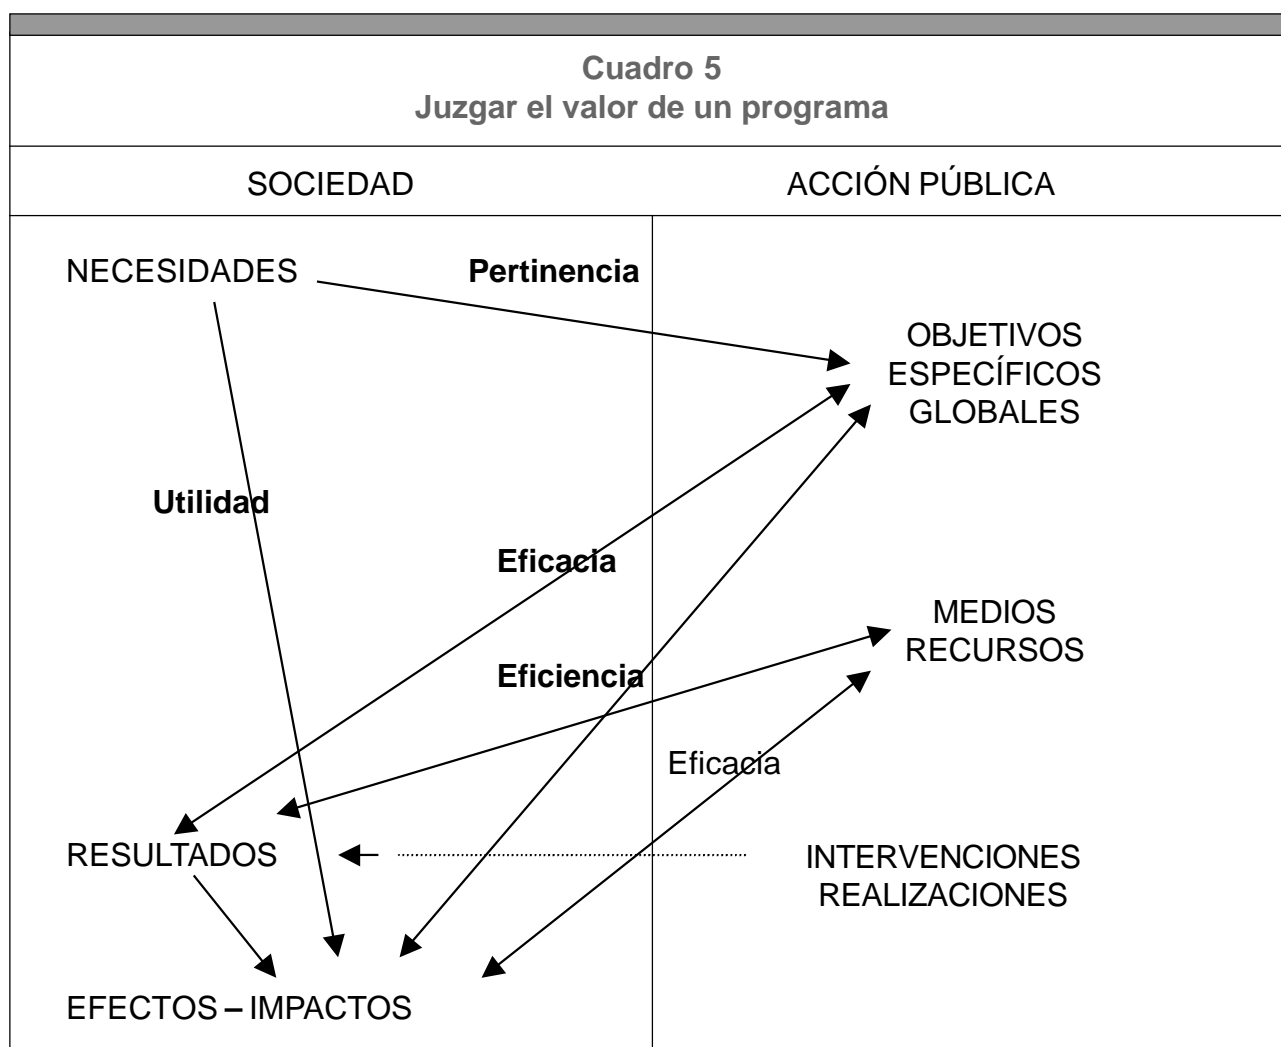 Cuadro 5
Juzgar el valor de un programa
SOCIEDAD
ACCIÓN PÚBLICA
NECESIDADES
Pertinencia
OBJETIVOS
ESPECÍFICOS
GLOBALES
Utilidad
Eficacia
MEDIOS
RECURSOS
Eficiencia
Eficacia
RESULTADOS
INTERVENCIONES
REALIZACIONES
EFECTOS – IMPACTOS